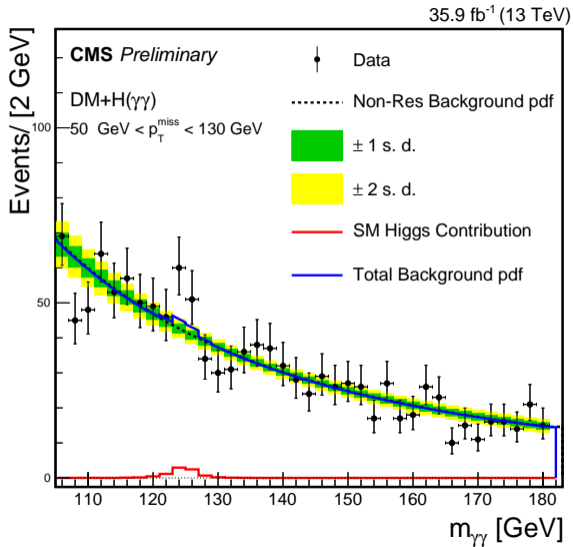 35.9 fb⁻¹ (13 TeV)
CMS Preliminary
DM+H(γγ)
50 GeV < p_T^miss < 130 GeV
Data
Non-Res Background pdf
± 1 s. d.
± 2 s. d.
SM Higgs Contribution
Total Background pdf
Events/ [2 GeV]
100
50
0
110 120 130 140 150 160 170 180
m_γγ [GeV]